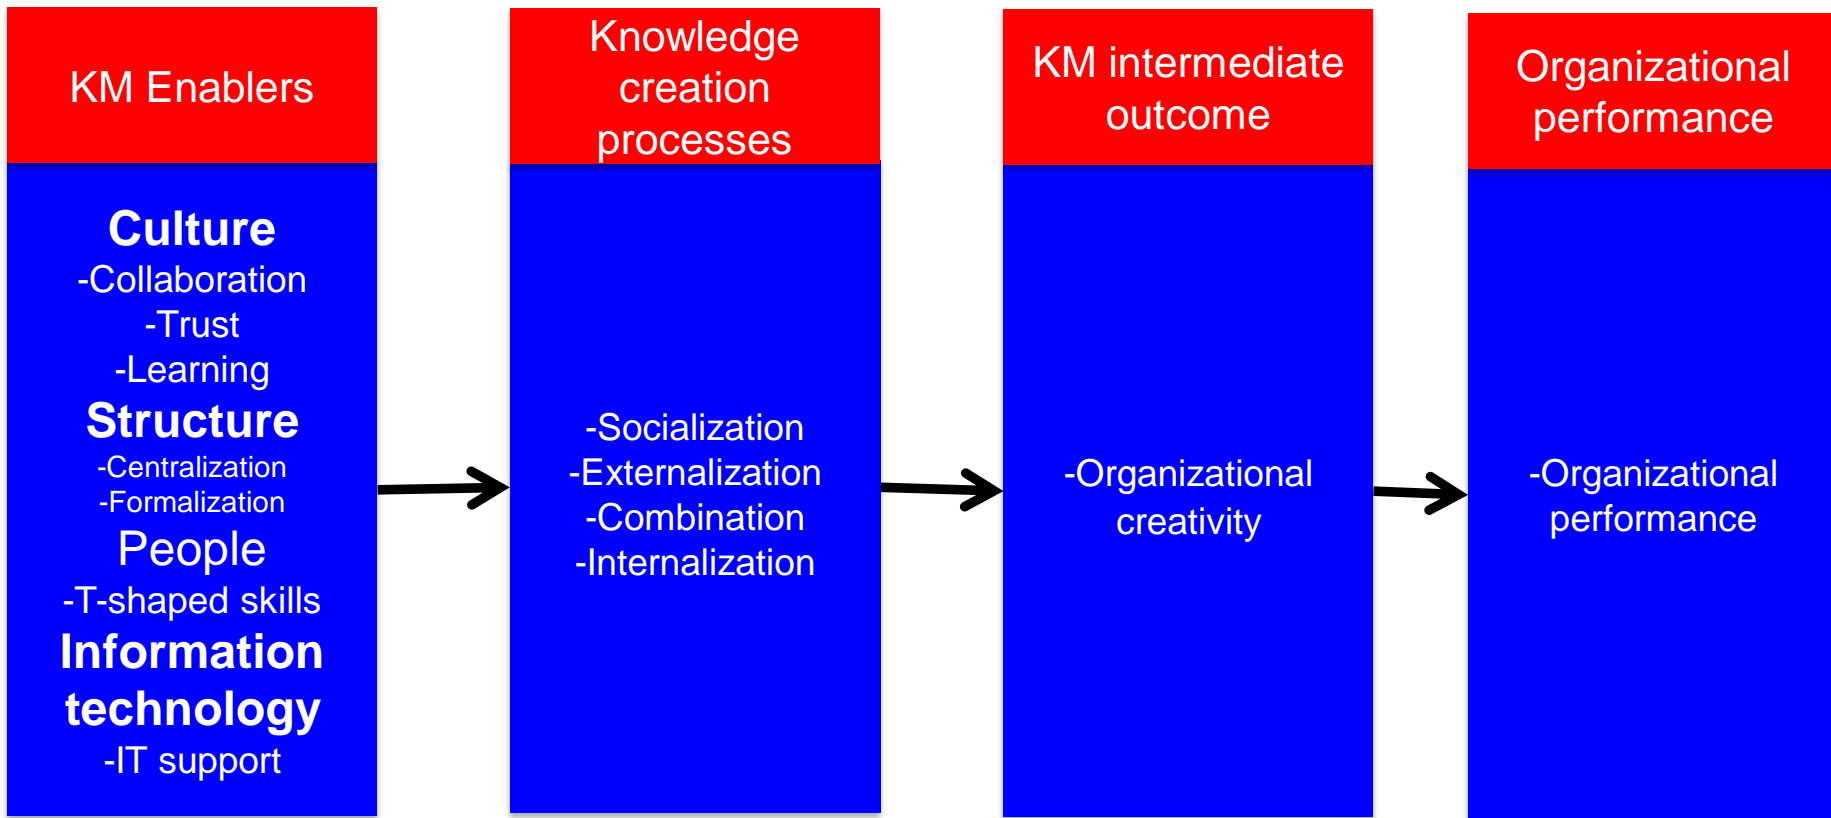 KM Enablers
Culture
-Collaboration
-Trust
-Learning
Structure
-Centralization
-Formalization
People
-T-shaped skills
Information
technology
-IT support
Knowledge
creation
processes
-Socialization
-Externalization
-Combination
-Internalization
KM intermediate
outcome
-Organizational
creativity
Organizational
performance
-Organizational
performance